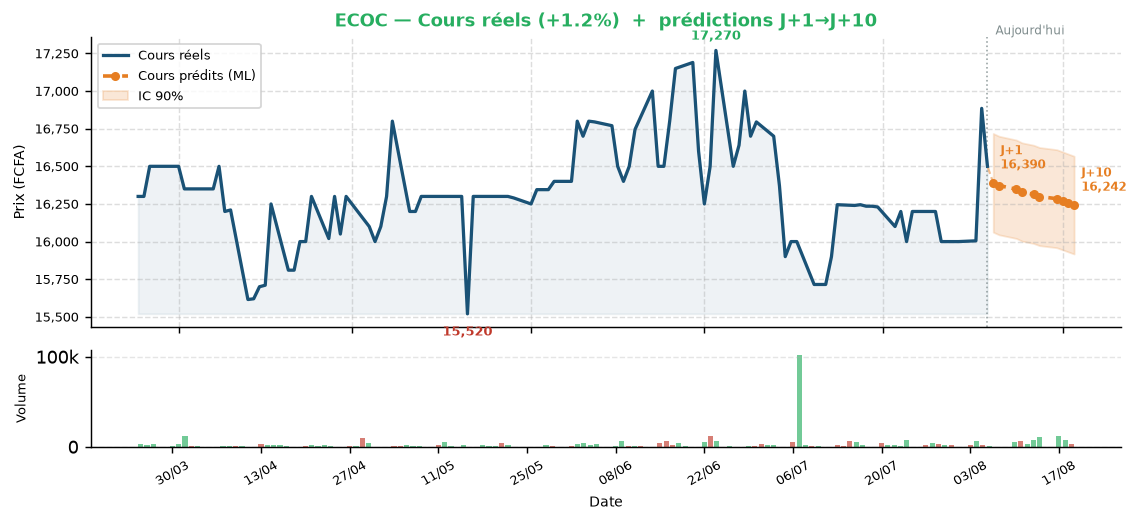 ECOC — Cours réels (+1.2%)  +  prédictions J+1→J+10
17,270
Aujourd'hui
Cours réels
Cours prédits (ML)
IC 90%
Prix (FCFA)
17,250
17,000
16,750
16,500
16,250
16,000
15,750
15,500
J+1
16,390
J+10
16,242
15,520
Volume
100k
0
30/03
13/04
27/04
11/05
25/05
08/06
22/06
06/07
20/07
03/08
17/08
Date